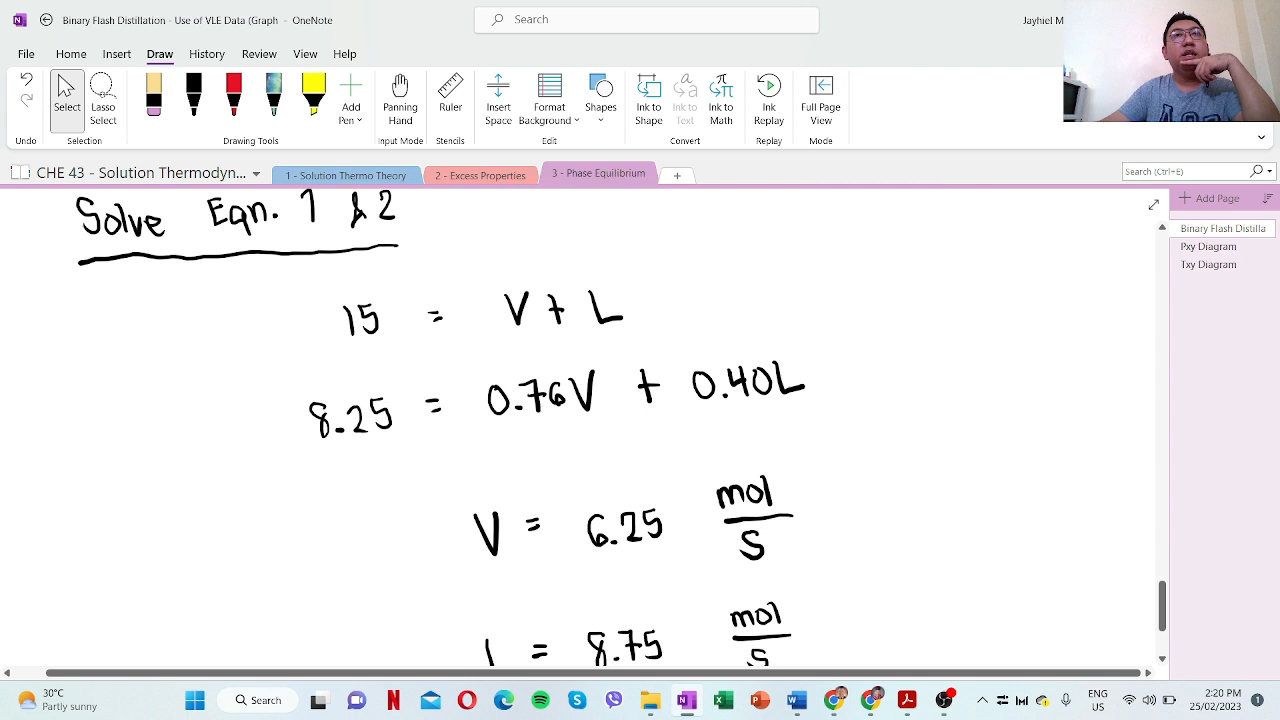 Binary Flash Distillation - Use of VLE Data (Graph - OneNote
Search
Jayhiel M
File Home Insert Draw History Review View Help
Undo
Select
Lasso Select
Add Pen
Panning Hand
Ruler
Insert Space
Format Background
Shapes
Ink to Shape
Ink to Text
Ink to Math
Ink Replay
Full Page View
Selection Drawing Tools Input Mode Stencils Edit Convert Replay View
CHE 43 - Solution Thermodyn...
1 - Solution Thermo Theory
2 - Excess Properties
3 - Phase Equilibrium
Search (Ctrl+E)
Add Page
Binary Flash Distilla
Pxy Diagram
Txy Diagram
Solve Eqn. 1 & 2
15 = V + L
8.25 = 0.76V + 0.40L
V = 6.25 mol/s
L = 8.75 mol/s
30°C
Partly sunny
Search
ENG
US
2:20 PM
25/02/2023
1